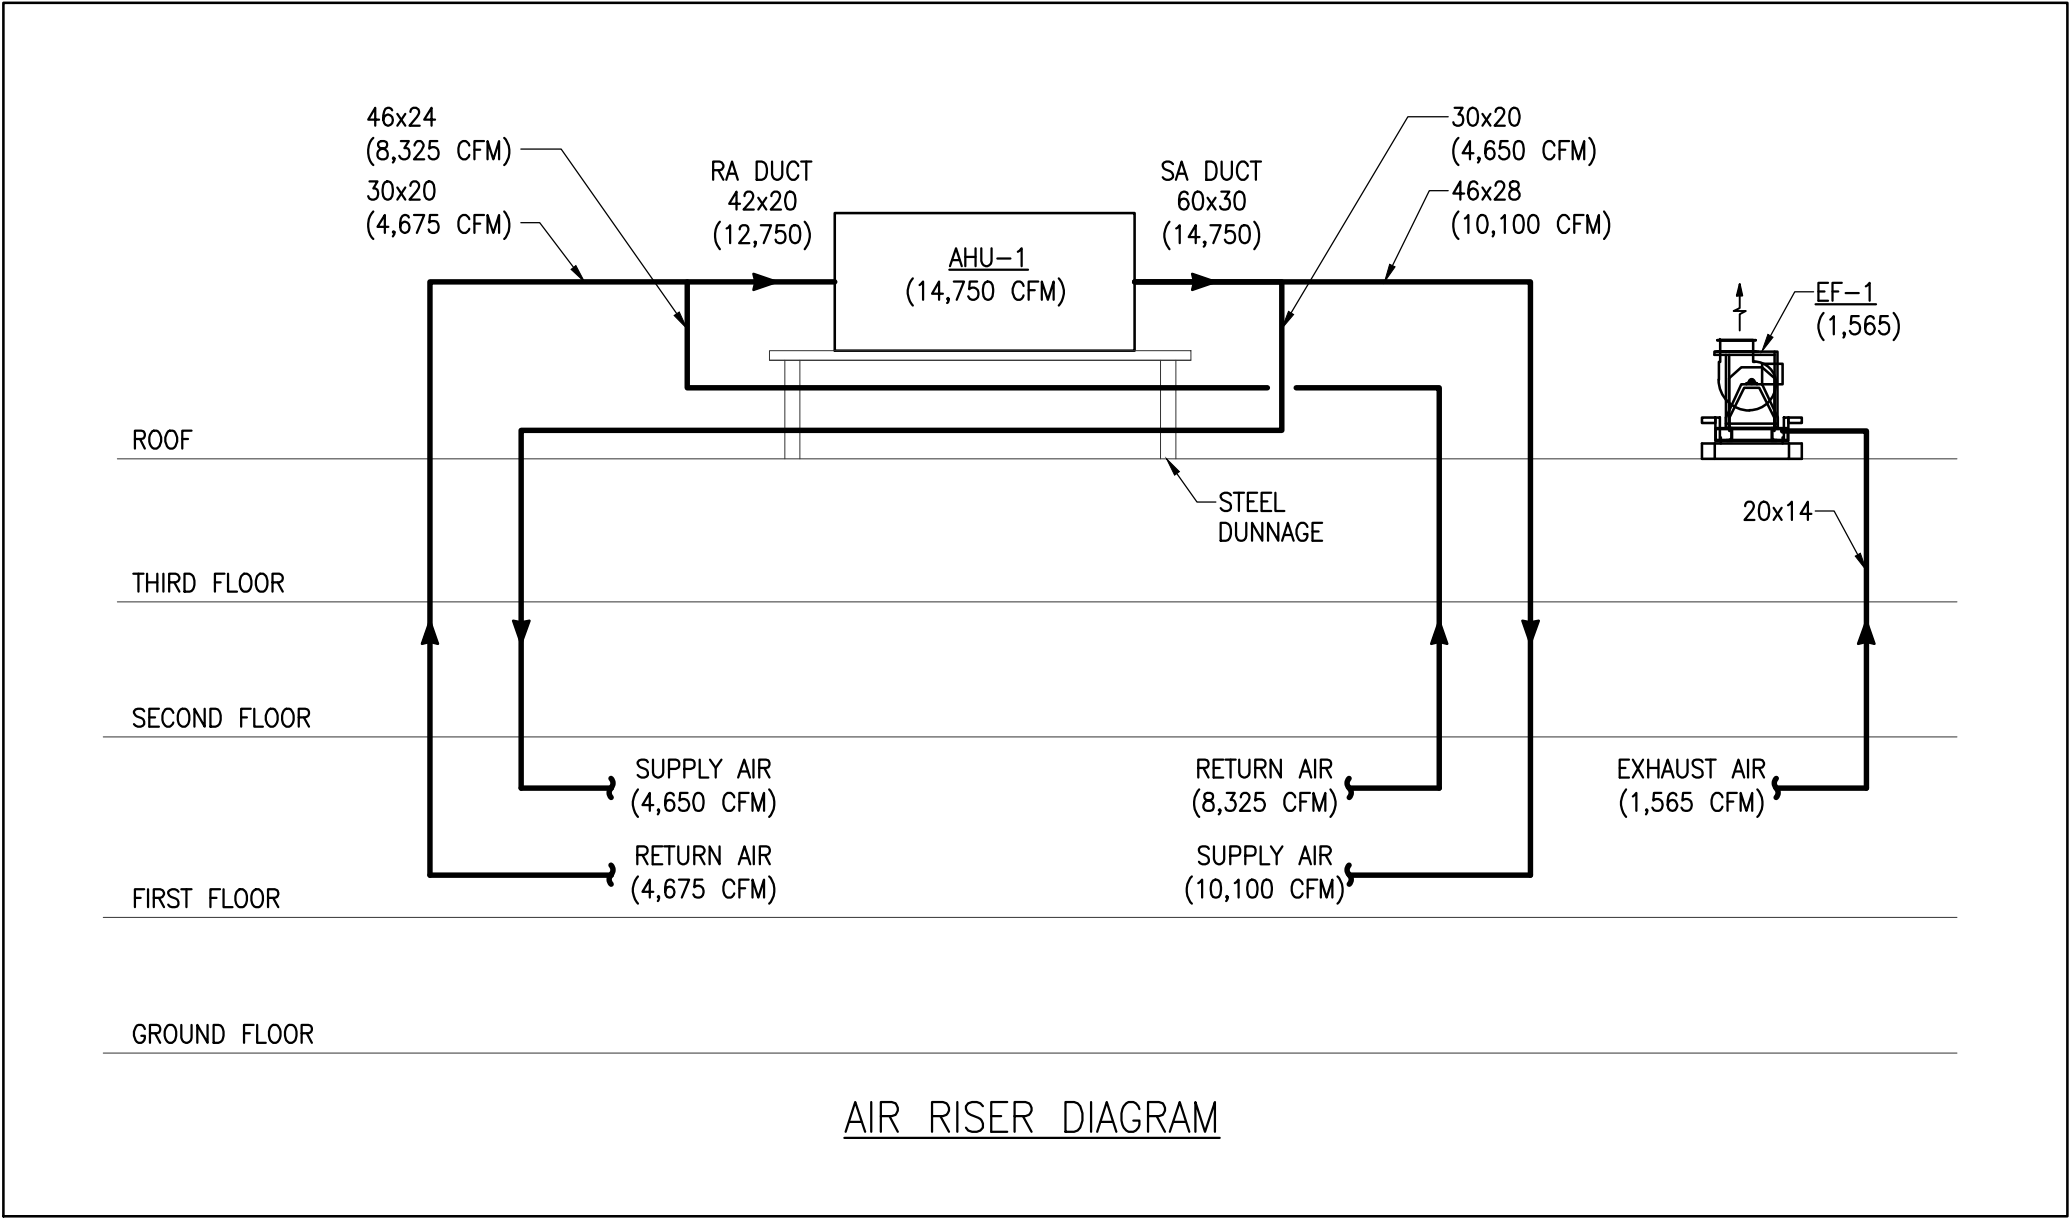 46x24
(8,325 CFM)
30x20
(4,675 CFM)
RA DUCT
42x20
(12,750)
AHU-1
(14,750 CFM)
SA DUCT
60x30
(14,750)
30x20
(4,650 CFM)
46x28
(10,100 CFM)
EF-1
(1,565)
ROOF
STEEL
DUNNAGE
20x14
THIRD FLOOR
SECOND FLOOR
SUPPLY AIR
(4,650 CFM)
RETURN AIR
(4,675 CFM)
RETURN AIR
(8,325 CFM)
SUPPLY AIR
(10,100 CFM)
EXHAUST AIR
(1,565 CFM)
FIRST FLOOR
GROUND FLOOR
AIR RISER DIAGRAM